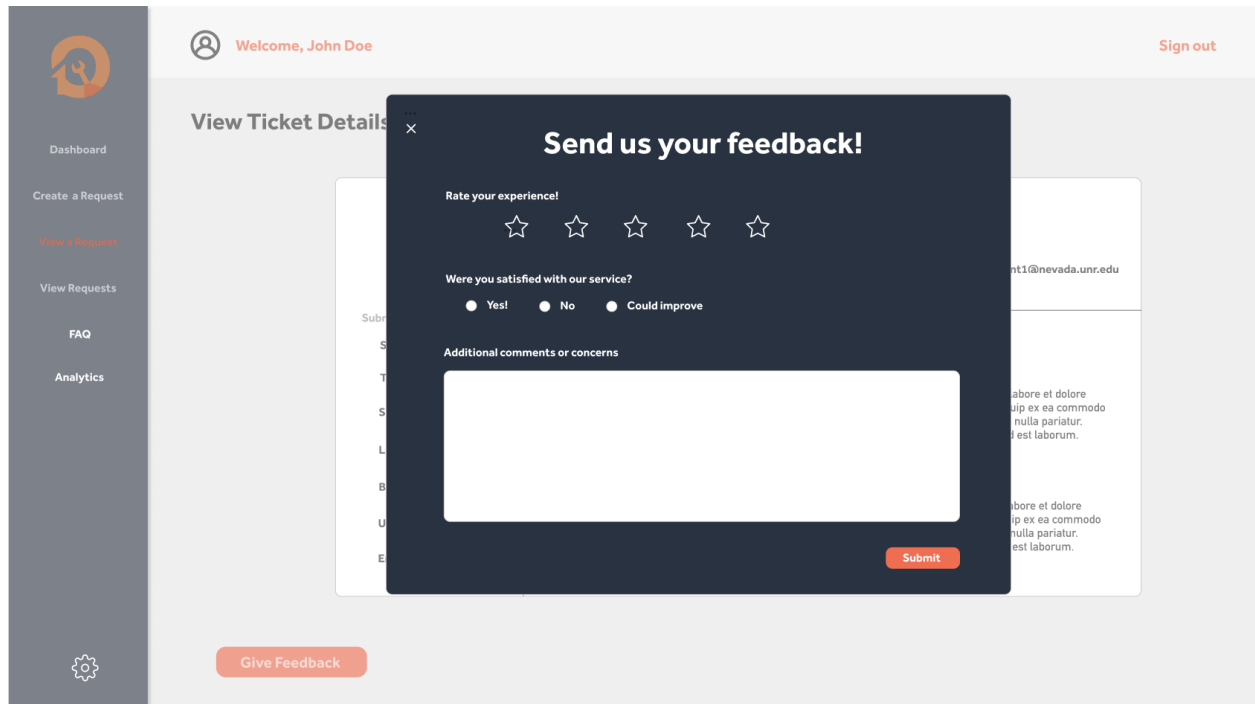 Welcome, John Doe
Sign out
View Ticket Details
Dashboard
Create a Request
View a Request
View Requests
FAQ
Analytics
...
Send us your feedback!
Rate your experience!
Were you satisfied with our service?
Yes! No Could improve
Additional comments or concerns
Submit
nt1@nevada.unr.edu
Subr
S
T
S
L
B
U
E
labore et dolore
uip ex ea commodo
nulla pariatur.
d est laborum.
abore et dolore
ip ex ea commodo
nulla pariatur.
est laborum.
Give Feedback